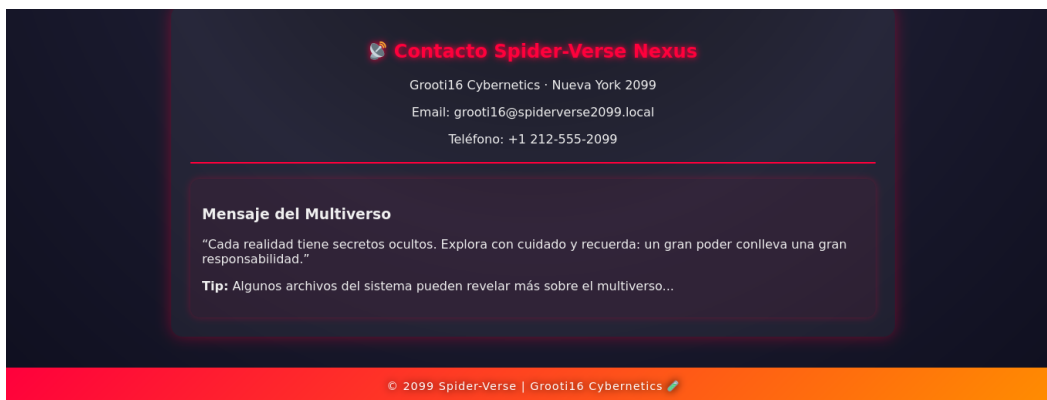 📡 Contacto Spider-Verse Nexus
Grooti16 Cybernetics · Nueva York 2099
Email: grooti16@spiderverse2099.local
Teléfono: +1 212-555-2099
Mensaje del Multiverso
“Cada realidad tiene secretos ocultos. Explora con cuidado y recuerda: un gran poder conlleva una gran
responsabilidad.”
Tip: Algunos archivos del sistema pueden revelar más sobre el multiverso...
© 2099 Spider-Verse | Grooti16 Cybernetics 🧪